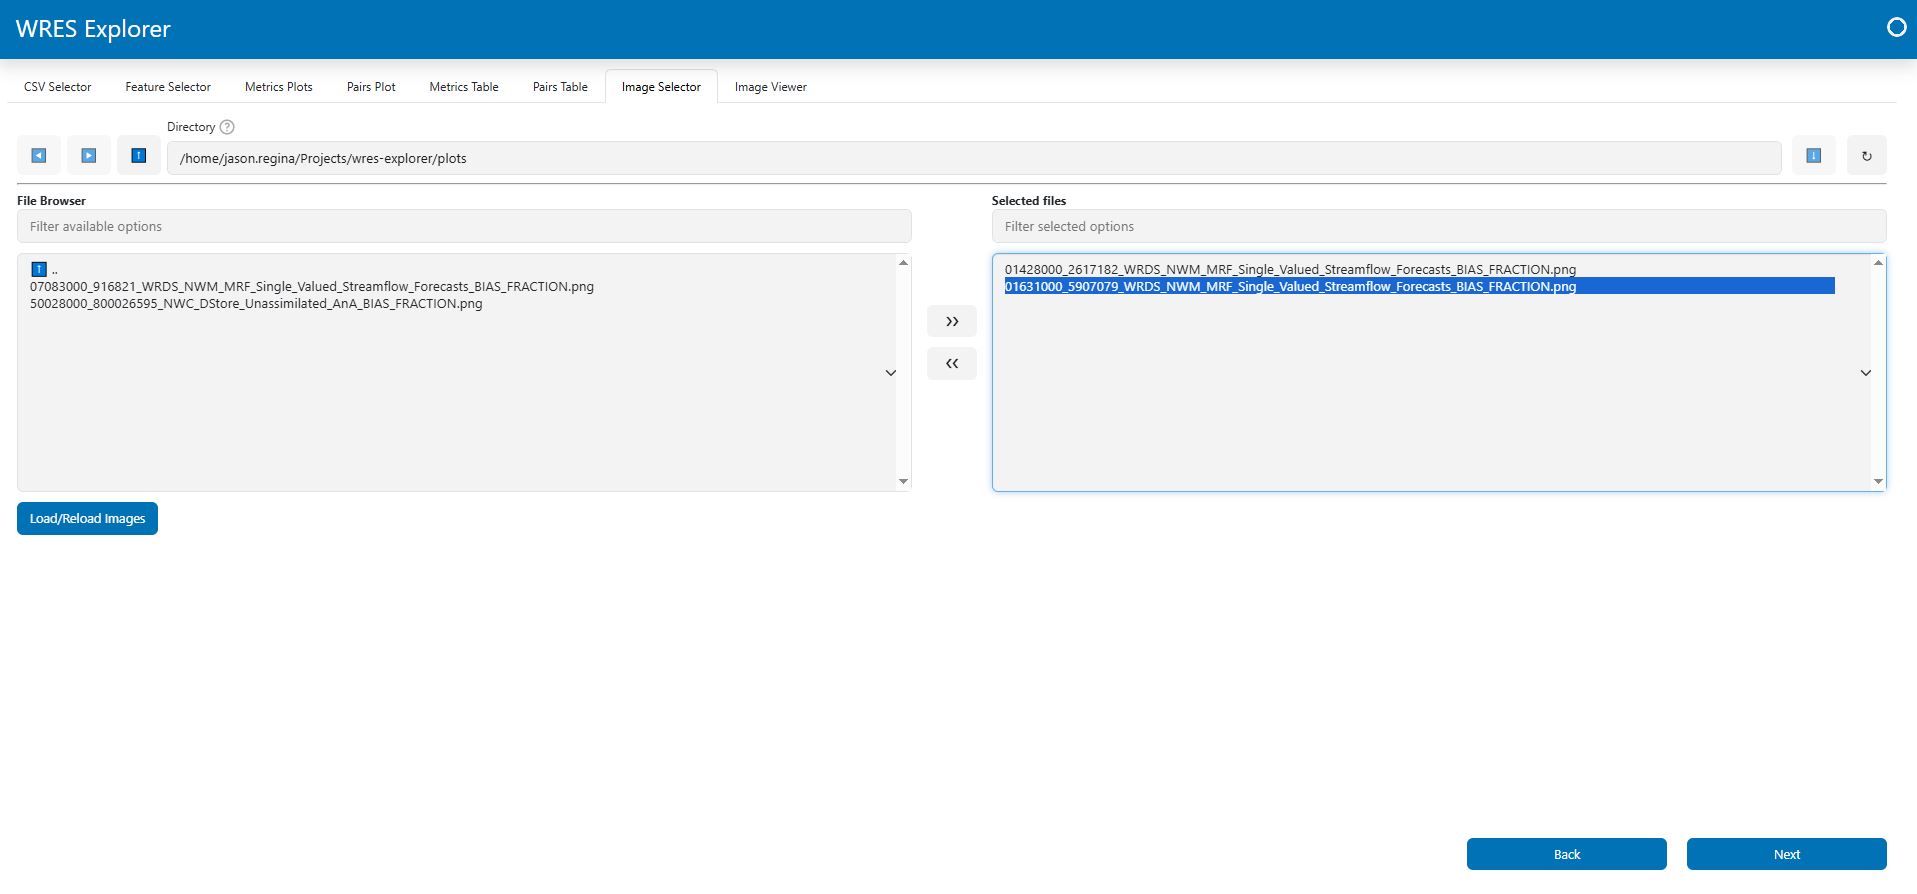 WRES Explorer
CSV Selector
Feature Selector
Metrics Plots
Pairs Plot
Metrics Table
Pairs Table
Image Selector
Image Viewer
Directory ?
/home/jason.regina/Projects/wres-explorer/plots
File Browser
Filter available options
⬆ ..
07083000_916821_WRDS_NWM_MRF_Single_Valued_Streamflow_Forecasts_BIAS_FRACTION.png
50028000_800026595_NWC_DStore_Unassimilated_AnA_BIAS_FRACTION.png
>>
<<
Selected files
Filter selected options
01428000_2617182_WRDS_NWM_MRF_Single_Valued_Streamflow_Forecasts_BIAS_FRACTION.png
01631000_5907079_WRDS_NWM_MRF_Single_Valued_Streamflow_Forecasts_BIAS_FRACTION.png
Load/Reload Images
Back
Next